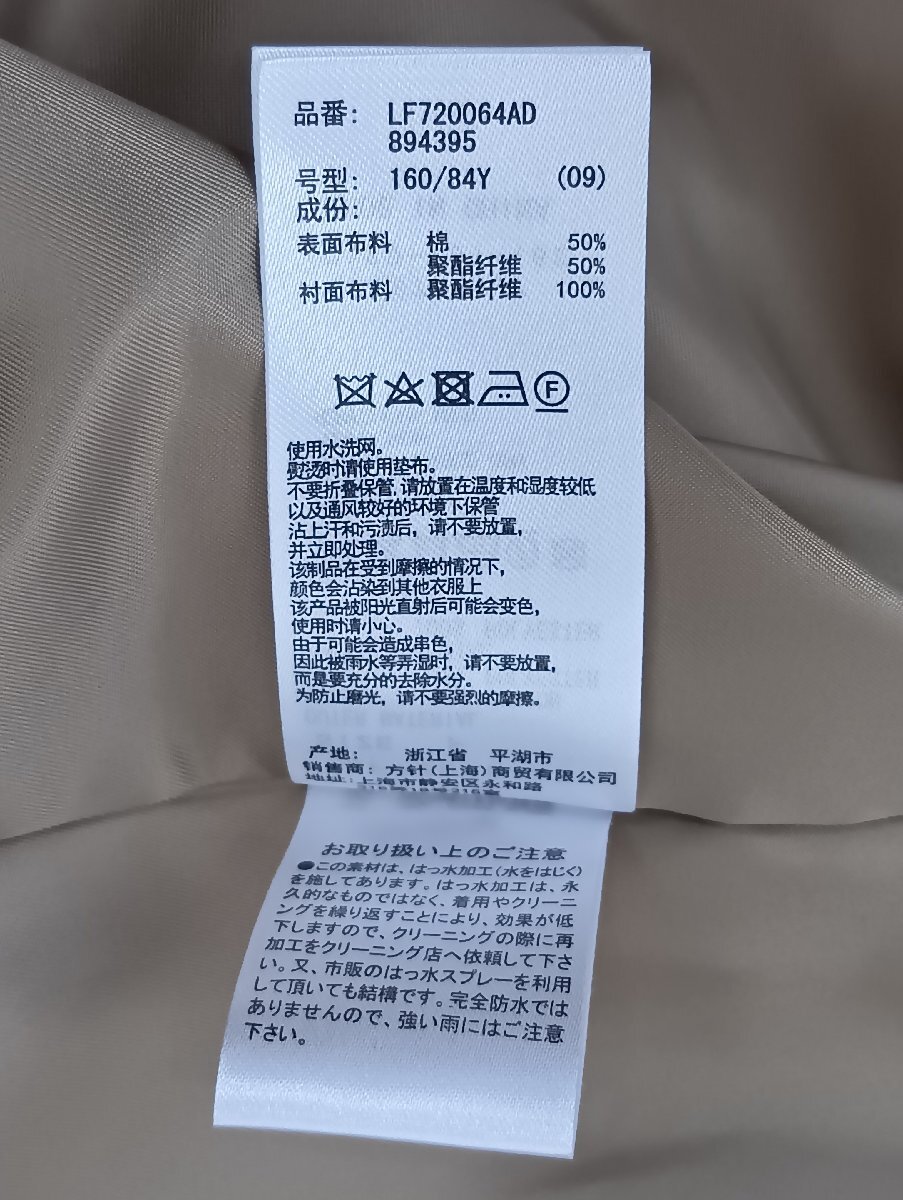 品番: LF720064AD
894395
号型: 160/84Y (09)
成份:
表面布料 棉 50%
聚酯纤维 50%
衬面布料 聚酯纤维 100%
F
使用水洗网。
熨烫时请使用垫布。
不要折叠保管,请放置在温度和湿度较低
以及通风较好的环境下保管
沾上汗和污渍后，请不要放置，
并立即处理。
该制品在受到摩擦的情况下，
颜色会沾染到其他衣服上
该产品被阳光直射后可能会变色，
使用时请小心。
由于可能会造成串色，
因此被雨水等弄湿时，请不要放置，
而是要充分的去除水分。
为防止磨光，请不要强烈的摩擦。
产地: 浙江省 平湖市
销售商: 方针(上海)商贸有限公司
地址: 上海市静安区永和路
お取り扱い上のご注意
●この素材は、はっ水加工(水をはじく)
を施してあります。はっ水加工は、永
久的なものではなく、着用やクリーニ
ングを繰り返すことにより、効果が低
下しますので、クリーニングの際に再
加工をクリーニング店へ依頼して下さ
い。又、市販のはっ水スプレーを利用
して頂いても結構です。完全防水では
ありませんので、強い雨にはご注意
下さい。